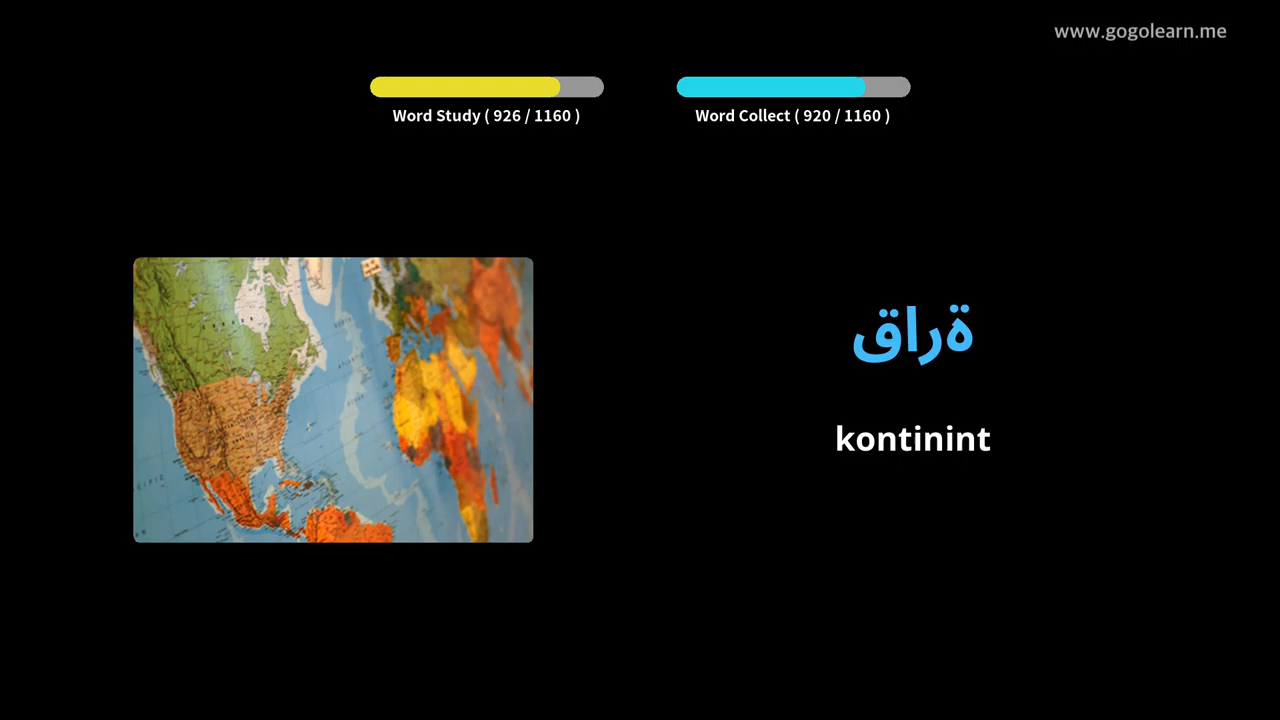 www.gogolearn.me
Word Study ( 926 / 1160 )
Word Collect ( 920 / 1160 )
ةراق
kontinint